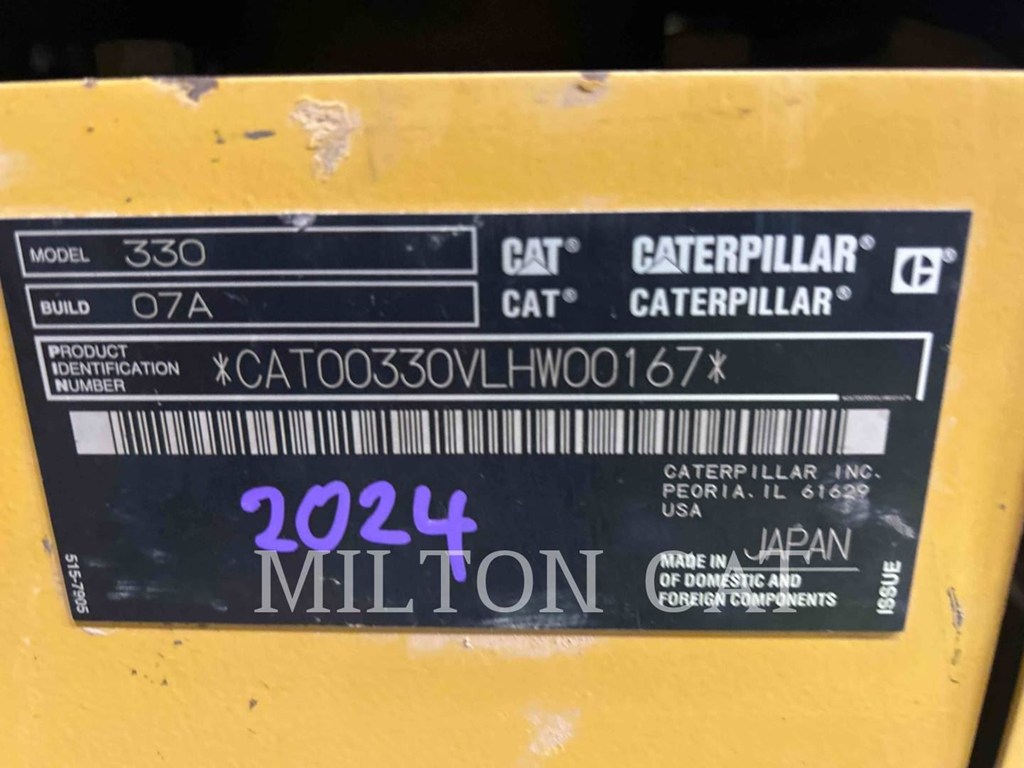 MODEL 330
BUILD 07A
CAT® CATERPILLAR®
CAT® CATERPILLAR®
PRODUCT
IDENTIFICATION
NUMBER
*CAT00330VLHW00167*
CATERPILLAR INC.
PEORIA, IL 61629
USA
2024
MADE IN JAPAN
OF DOMESTIC AND
FOREIGN COMPONENTS
515-7905
ISSUE
MILTON CAT